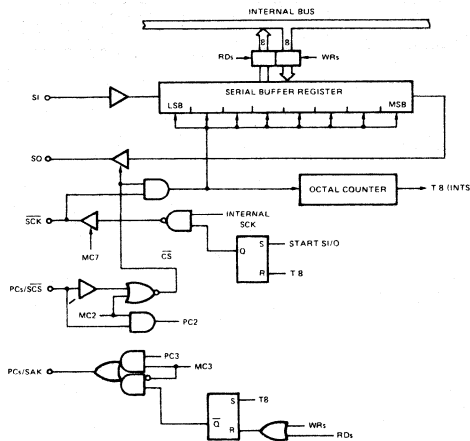 INTERNAL BUS
8 8
RDs WRs
SERIAL BUFFER REGISTER
SI
LSB MSB
SO
OCTAL COUNTER T 8 (INTS
SCK
INTERNAL
SCK
MC7
CS
Q S START SI/O
R T 8
PCs/SCS
MC2
PC2
PC3
PCs/SAK
MC3
S T8
Q R WRs
RDs